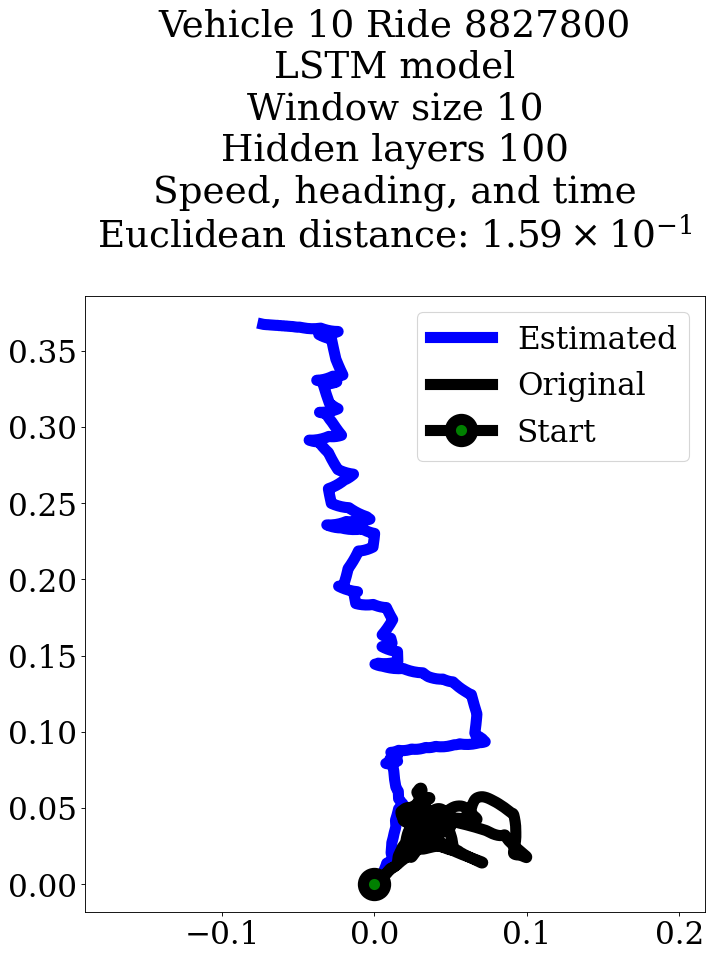 Vehicle 10 Ride 8827800
LSTM model
Window size 10
Hidden layers 100
Speed, heading, and time
Euclidean distance: 1.59 × 10⁻¹
Estimated
Original
Start
0.35
0.30
0.25
0.20
0.15
0.10
0.05
0.00
−0.1 0.0 0.1 0.2